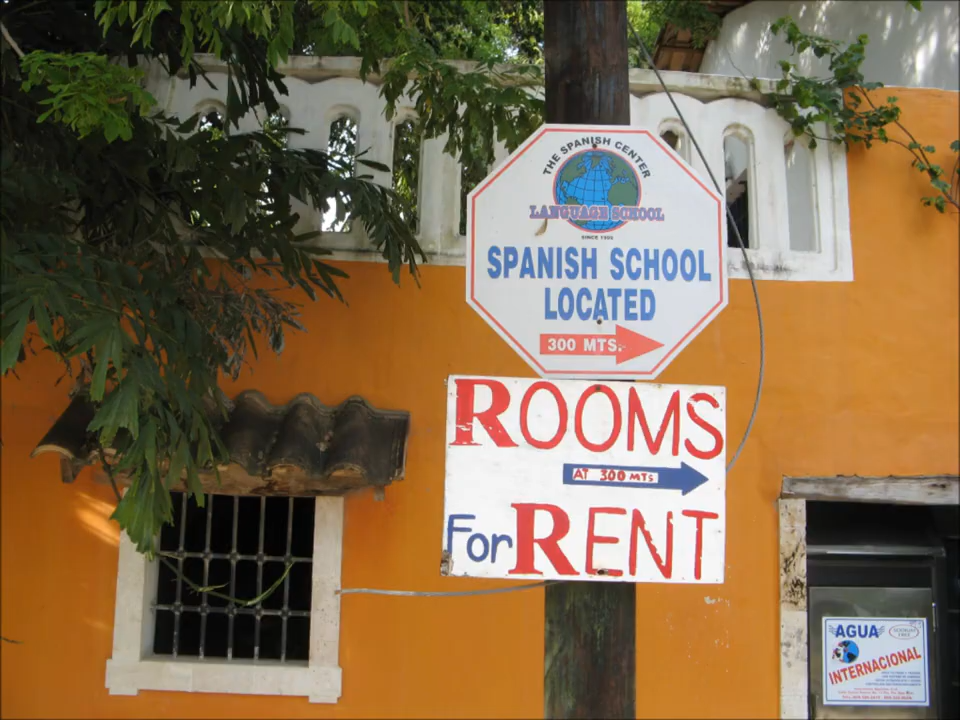 THE SPANISH CENTER
LANGUAGE SCHOOL
SPANISH SCHOOL
LOCATED
300 MTS.
ROOMS
AT 300 MTS
For RENT
AGUA
INTERNACIONAL